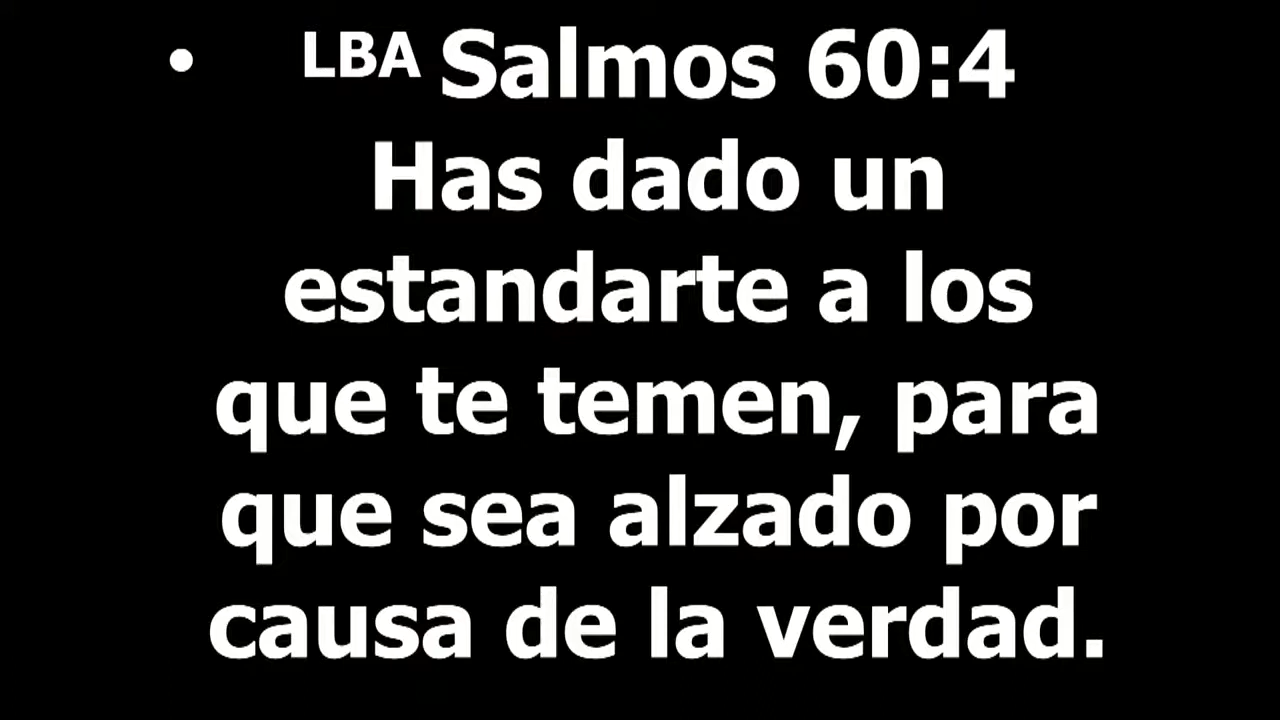 • LBA Salmos 60:4
Has dado un
estandarte a los
que te temen, para
que sea alzado por
causa de la verdad.